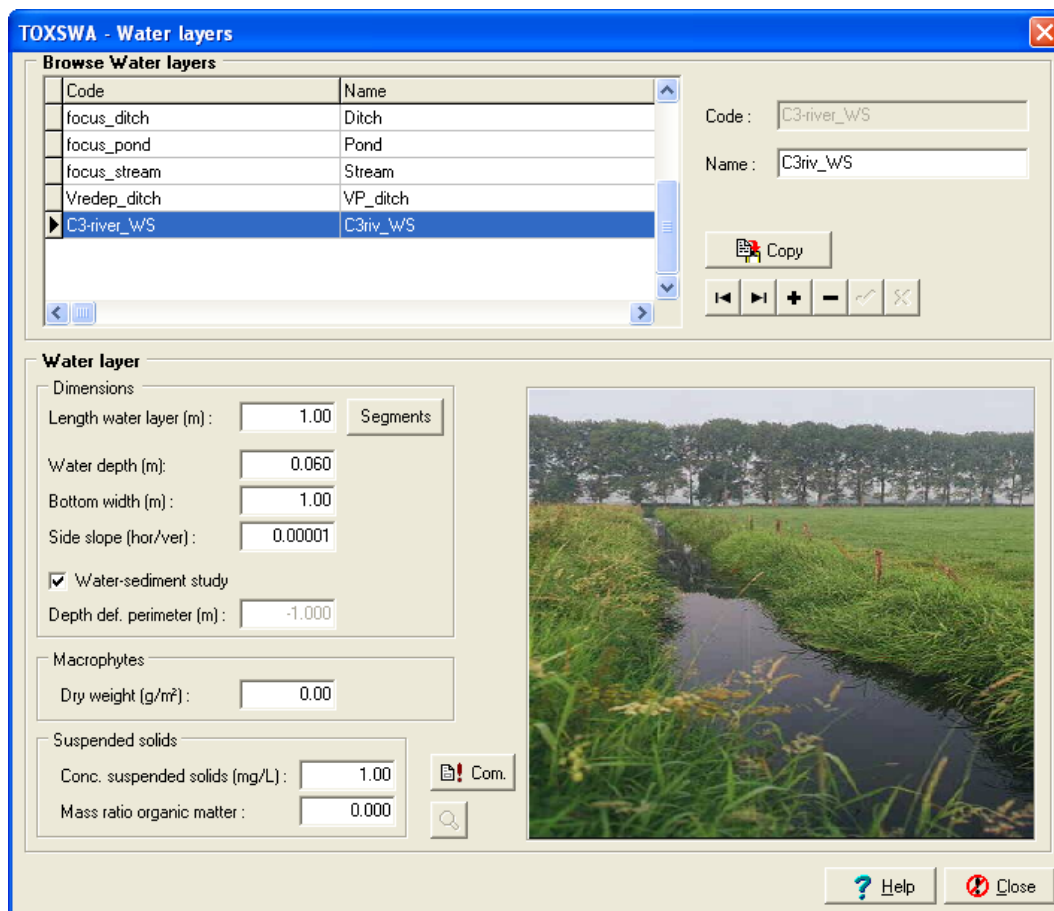 TOXSWA - Water layers
Browse Water layers
Code Name
focus_ditch Ditch
focus_pond Pond
focus_stream Stream
Vredep_ditch VP_ditch
C3-river_WS C3riv_WS
Code : C3-river_WS
Name : C3riv_WS
Copy
Water layer
Dimensions
Length water layer (m) : 1.00 Segments
Water depth (m): 0.060
Bottom width (m) : 1.00
Side slope (hor/ver) : 0.00001
Water-sediment study
Depth def. perimeter (m) : -1.000
Macrophytes
Dry weight (g/m²) : 0.00
Suspended solids
Conc. suspended solids (mg/L) : 1.00
Mass ratio organic matter : 0.000
Com.
Help Close